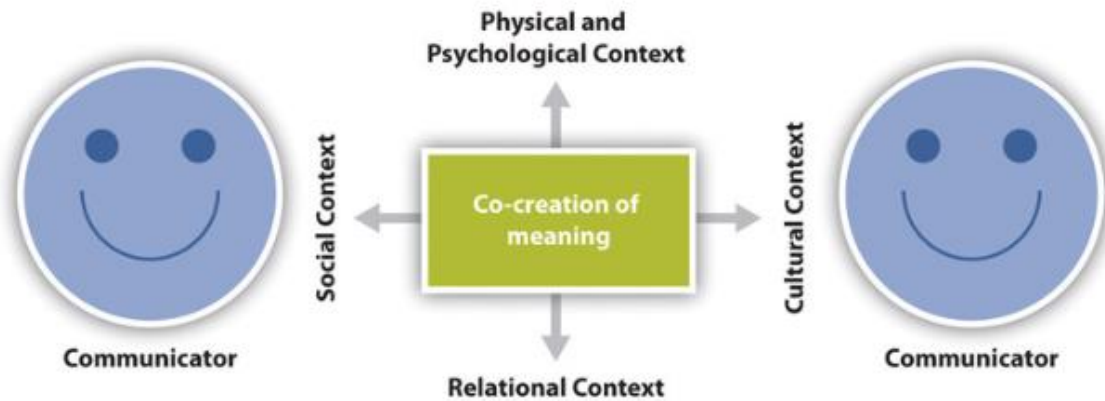 Physical and
Psychological Context
Social Context
Co-creation of
meaning
Cultural Context
Communicator
Communicator
Relational Context